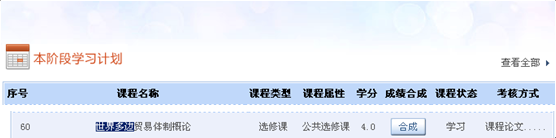 本阶段学习计划
查看全部
序号 课程名称 课程类型 课程属性 学分 成绩合成 课程状态 考核方式
60 世界多边贸易体制概论 选修课 公共选修课 4.0 合成 学习 课程论文......